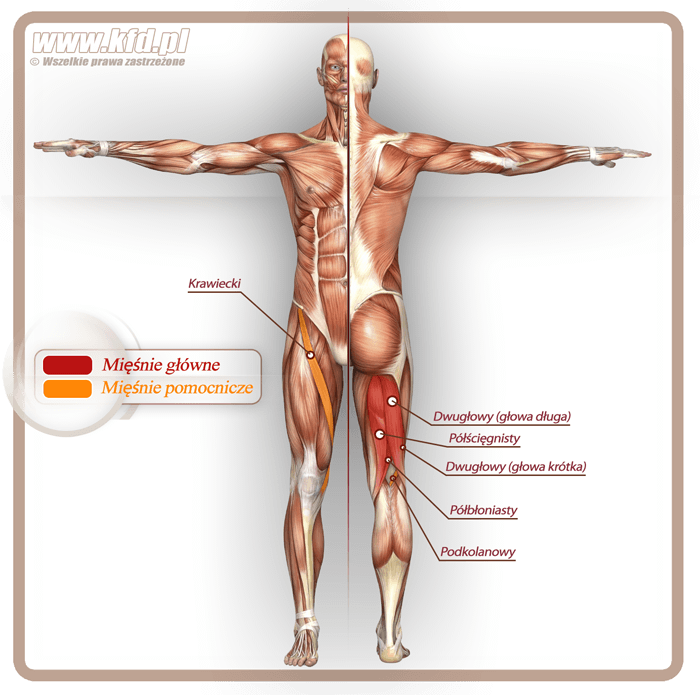 www.kfd.pl
© Wszelkie prawa zastrzeżone
Krawiecki
Mięśnie główne
Mięśnie pomocnicze
Dwugłowy (głowa długa)
Półścięgnisty
Dwugłowy (głowa krótka)
Półbłoniasty
Podkolanowy